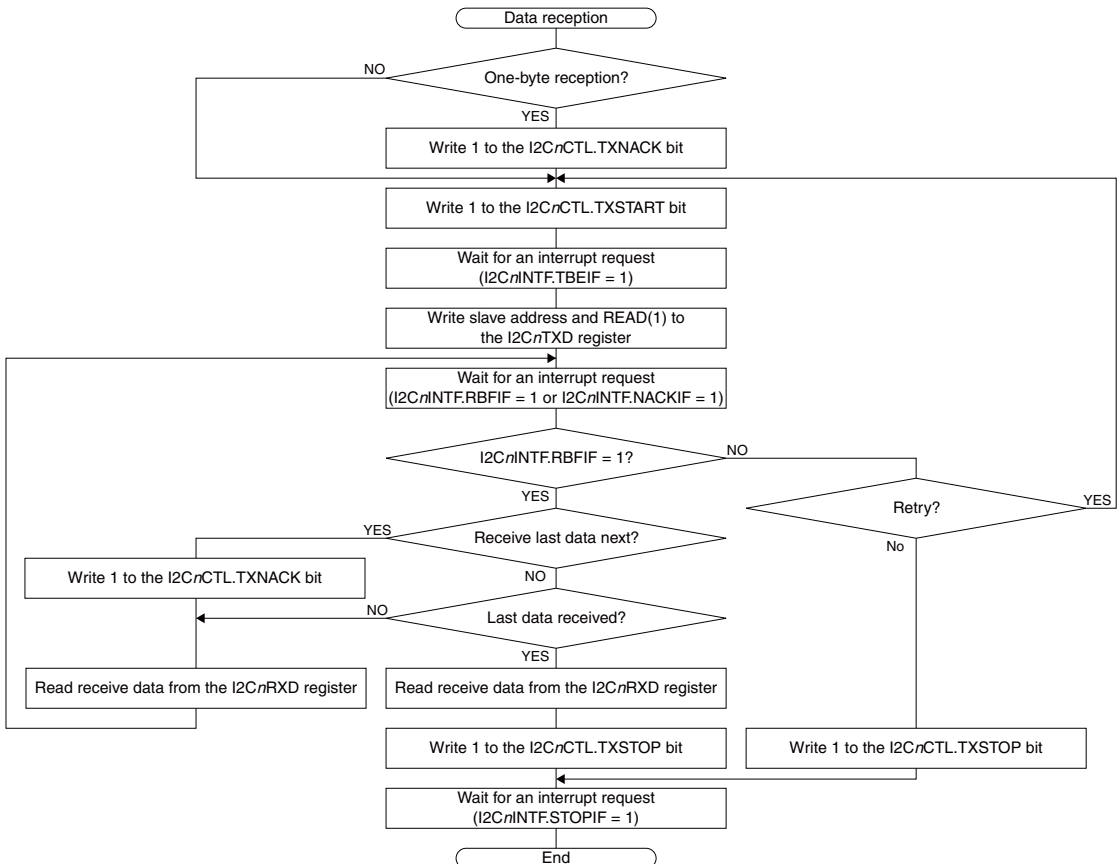 Data reception
NO
One-byte reception?
YES
Write 1 to the I2CnCTL.TXNACK bit
Write 1 to the I2CnCTL.TXSTART bit
Wait for an interrupt request
(I2CnINTF.TBEIF = 1)
Write slave address and READ(1) to
the I2CnTXD register
Wait for an interrupt request
(I2CnINTF.RBFIF = 1 or I2CnINTF.NACKIF = 1)
I2CnINTF.RBFIF = 1?
NO
YES
Retry?
YES
No
YES
Receive last data next?
NO
Write 1 to the I2CnCTL.TXNACK bit
NO
Last data received?
YES
Read receive data from the I2CnRXD register
Read receive data from the I2CnRXD register
Write 1 to the I2CnCTL.TXSTOP bit
Write 1 to the I2CnCTL.TXSTOP bit
Wait for an interrupt request
(I2CnINTF.STOPIF = 1)
End